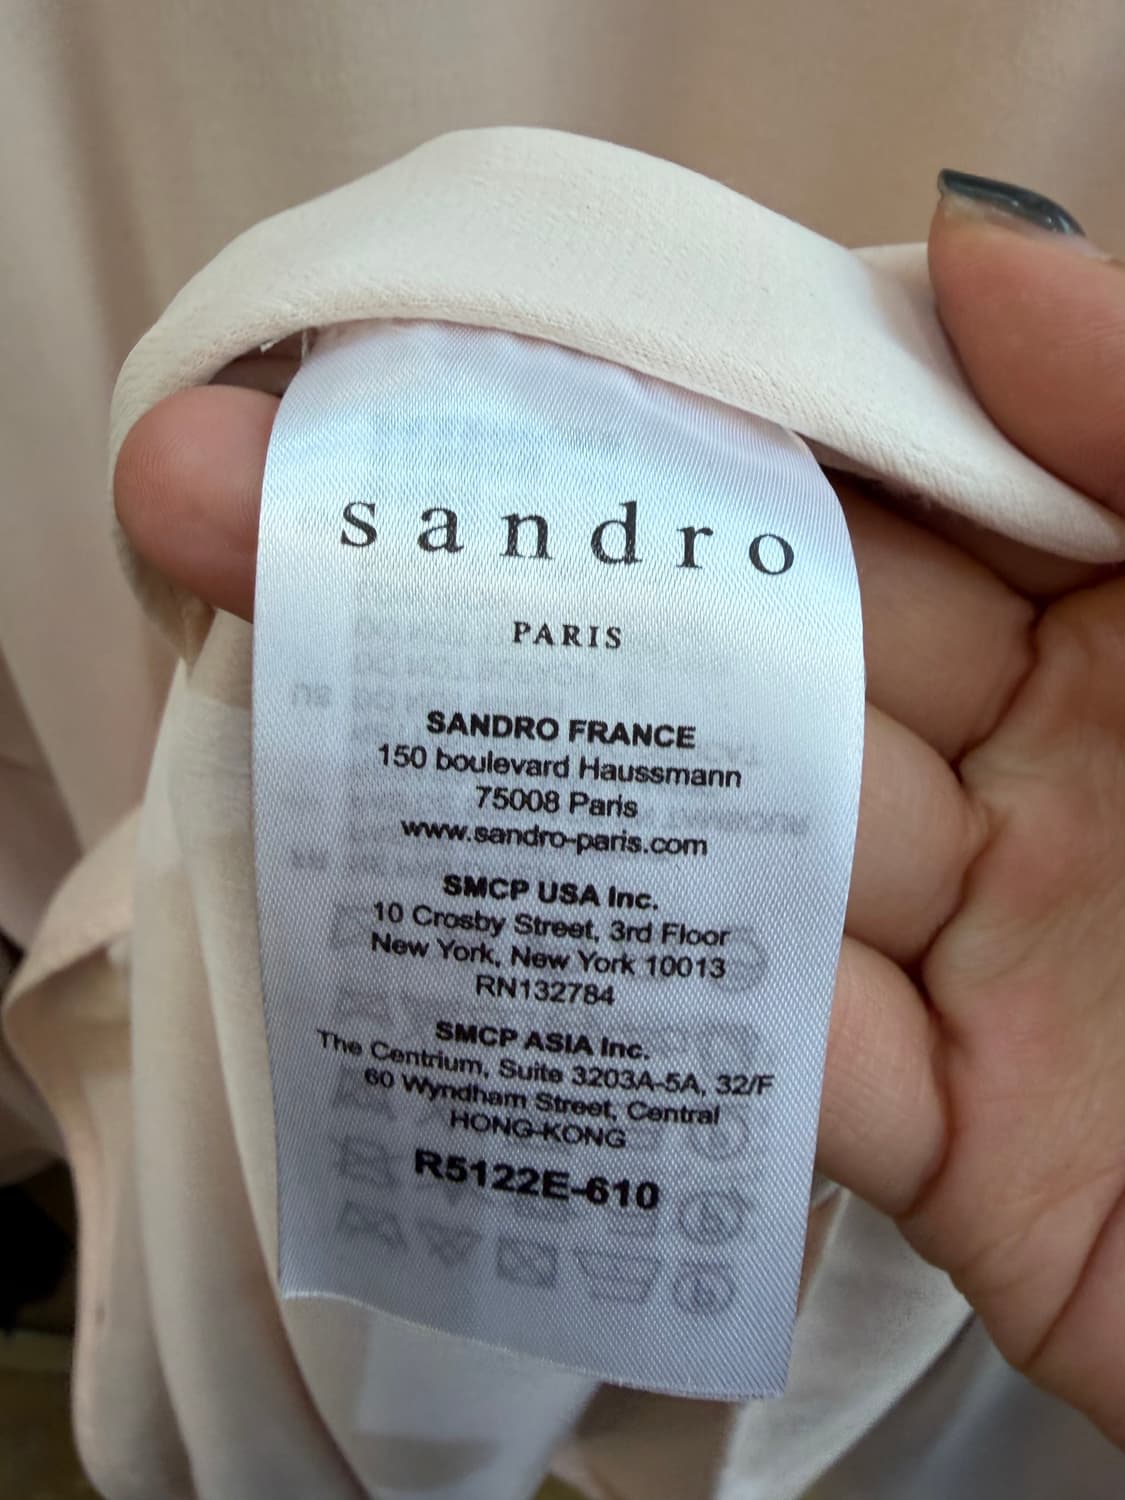 sandro
PARIS
SANDRO FRANCE
150 boulevard Haussmann
75008 Paris
www.sandro-paris.com
SMCP USA Inc.
10 Crosby Street, 3rd Floor
New York, New York 10013
RN132784
SMCP ASIA Inc.
The Centrium, Suite 3203A-5A, 32/F
60 Wyndham Street, Central
HONG-KONG
R5122E-610